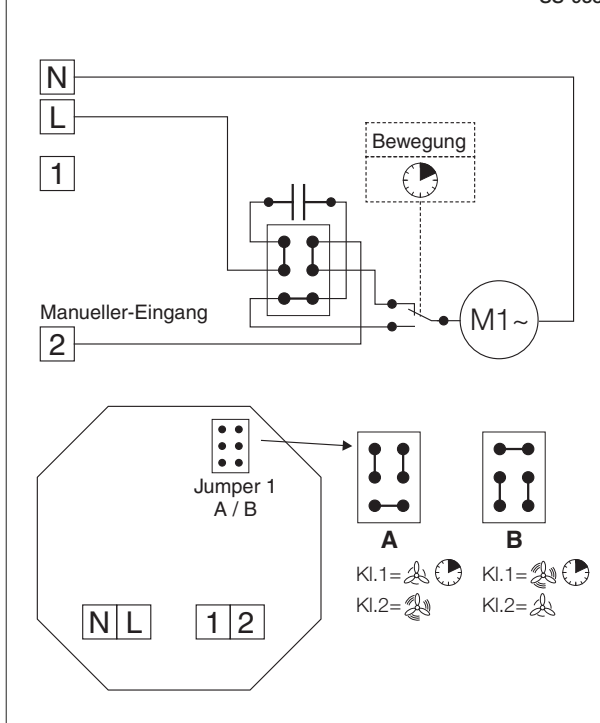 N
L
1
Bewegung
Manueller-Eingang
2
M1~
Jumper 1
A / B
A
B
Kl.1=
Kl.1=
Kl.2=
Kl.2=
N L
1 2